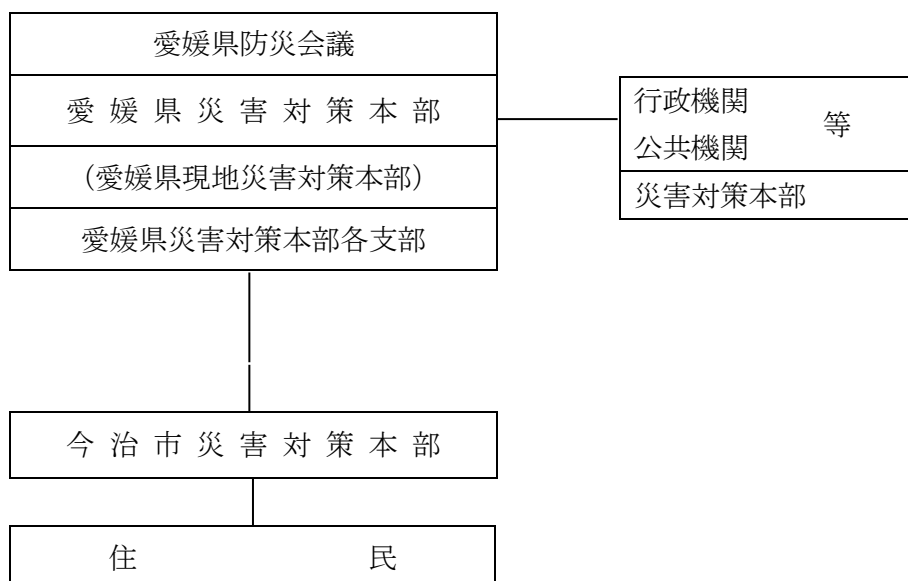 愛媛県防災会議
愛媛県災害対策本部
（愛媛県現地災害対策本部）
愛媛県災害対策本部各支部
行政機関
公共機関
等
災害対策本部
今治市災害対策本部
住民